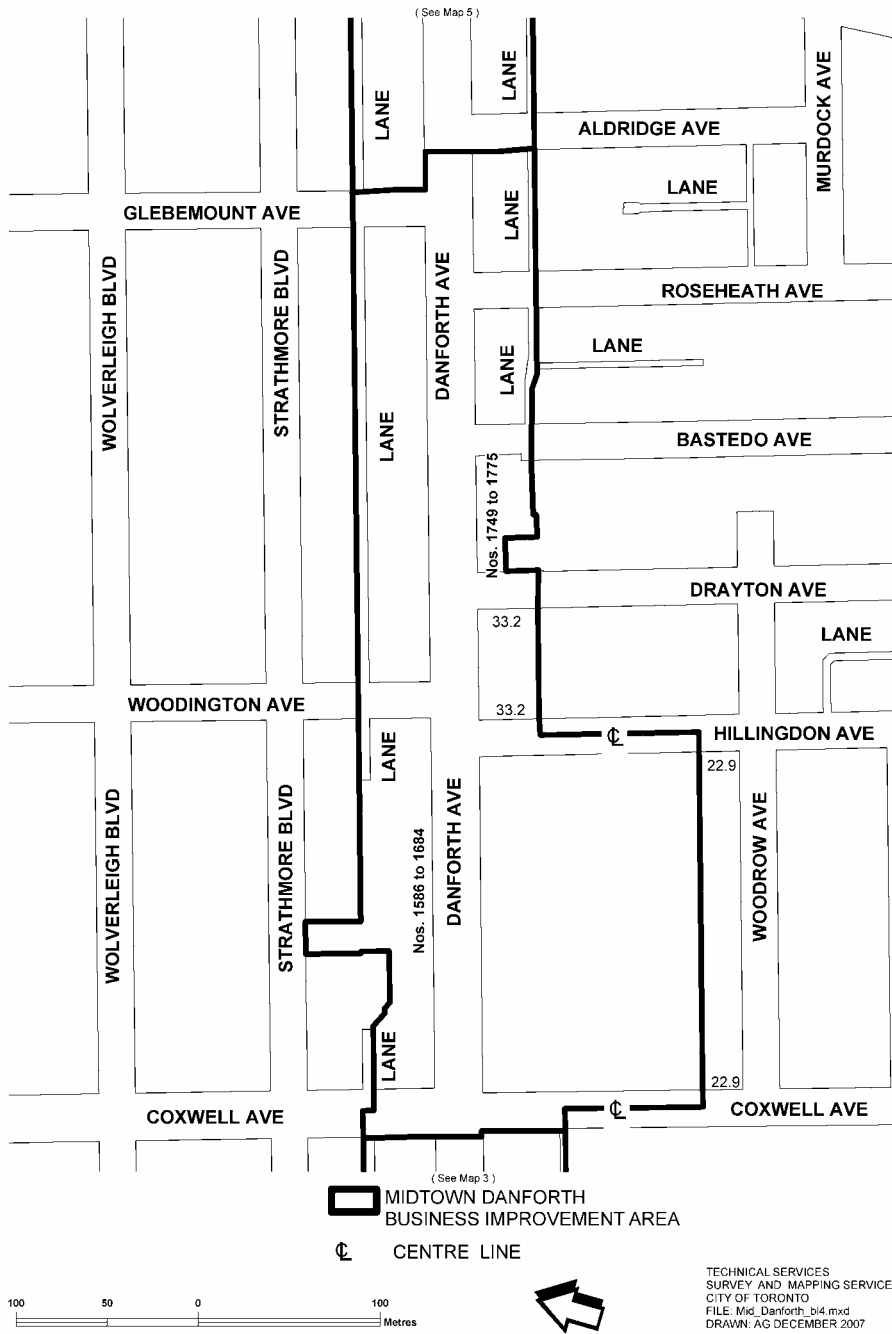 ( See Map 5 )
LANE
LANE
MURDOCK AVE
ALDRIDGE AVE
LANE
LANE
GLEBEMOUNT AVE
WOLVERLEIGH BLVD
STRATHMORE BLVD
DANFORTH AVE
ROSEHEATH AVE
LANE
LANE
LANE
BASTEDO AVE
Nos. 1749 to 1775
DRAYTON AVE
33.2
LANE
33.2
WOODINGTON AVE
HILLINGDON AVE
LANE
22.9
WOLVERLEIGH BLVD
STRATHMORE BLVD
Nos. 1586 to 1684
DANFORTH AVE
WOODROW AVE
LANE
22.9
COXWELL AVE
COXWELL AVE
( See Map 3 )
MIDTOWN DANFORTH
BUSINESS IMPROVEMENT AREA
℄ CENTRE LINE
TECHNICAL SERVICES
SURVEY AND MAPPING SERVICE
CITY OF TORONTO
FILE: Mid_Danforth_bl4.mxd
DRAWN: AG DECEMBER 2007
100 50 0 100
Metres
℄
℄